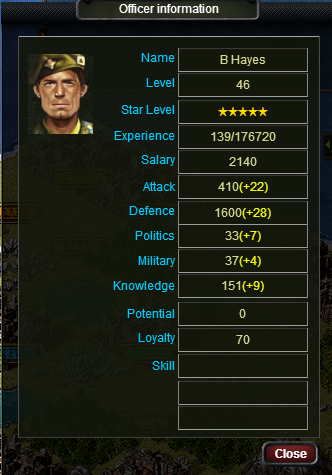 Officer information
Name B Hayes
Level 46
Star Level ★★★★★
Experience 139/176720
Salary 2140
Attack 410(+22)
Defence 1600(+28)
Politics 33(+7)
Military 37(+4)
Knowledge 151(+9)
Potential 0
Loyalty 70
Skill
Close